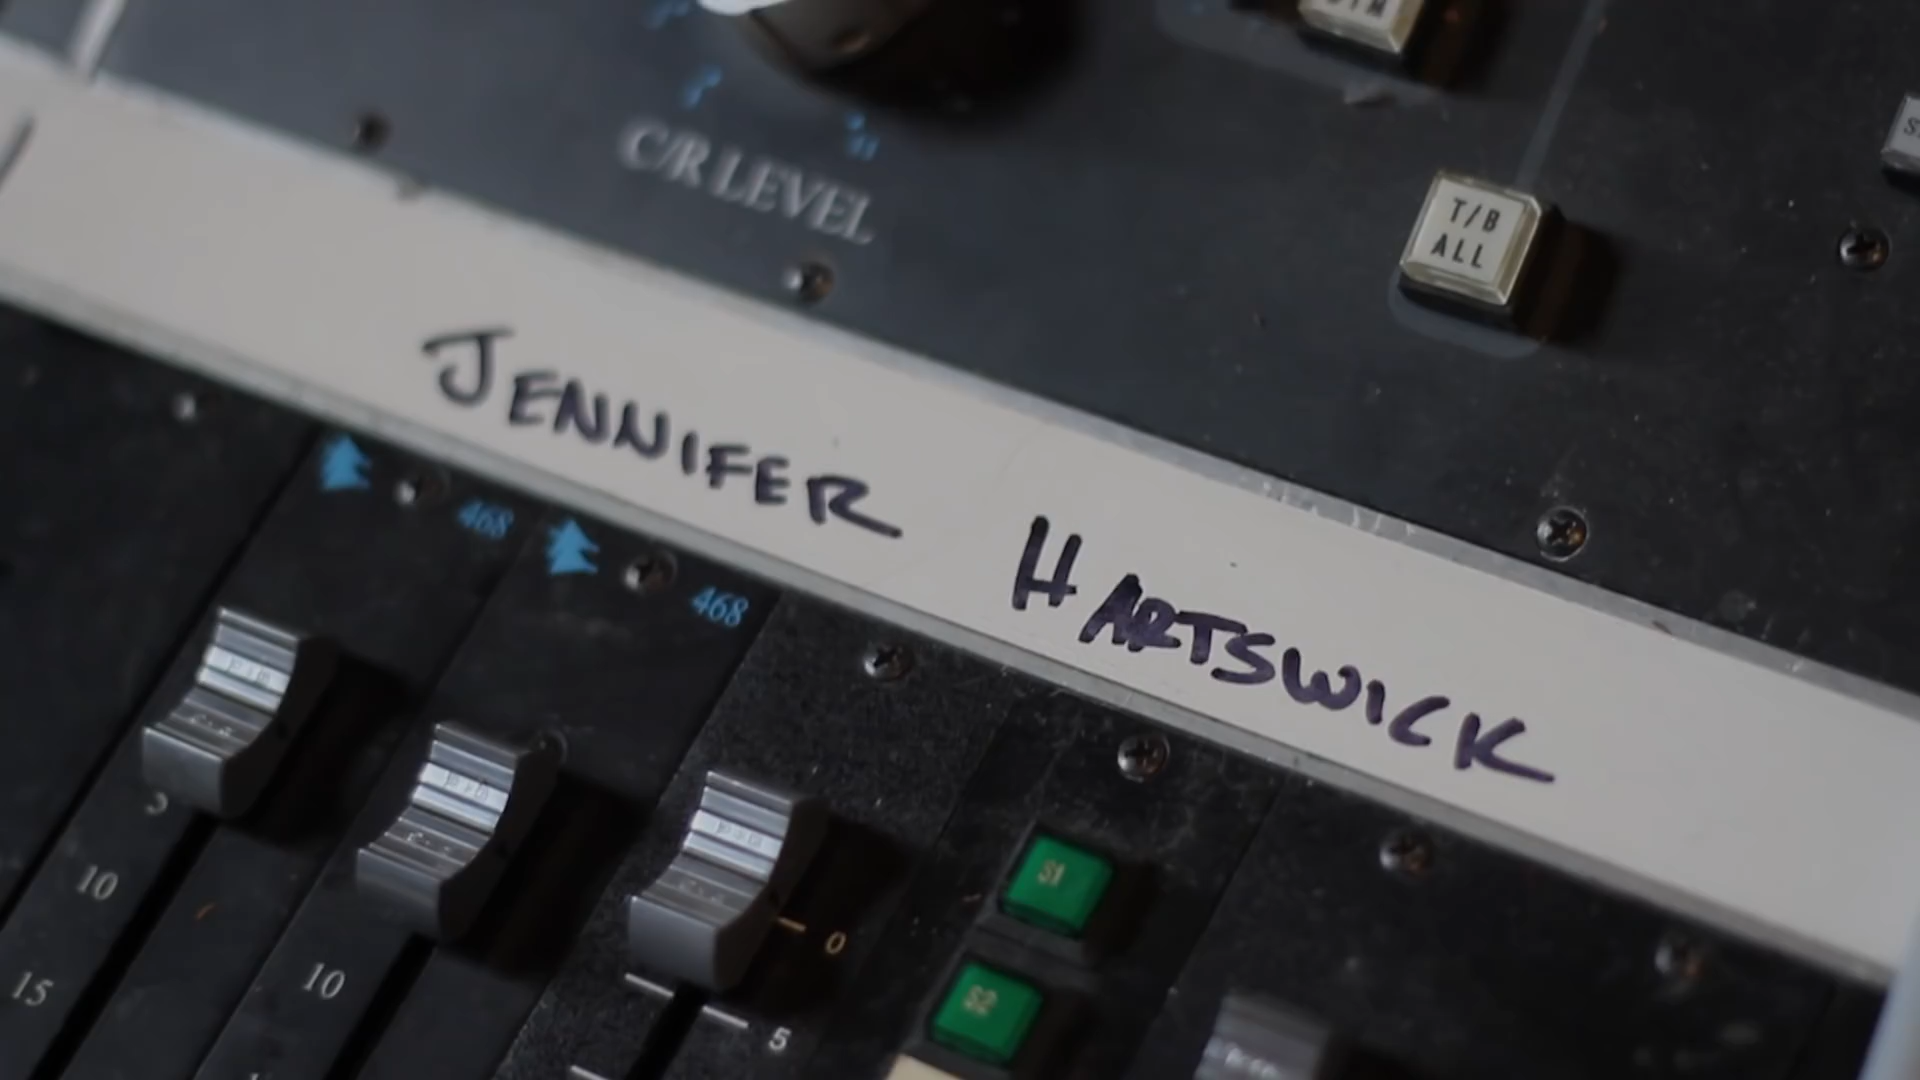 C/R LEVEL
T/B
ALL
JENNIFER HARTSWICK
468
468
S1
10
0
S2
15
10
5